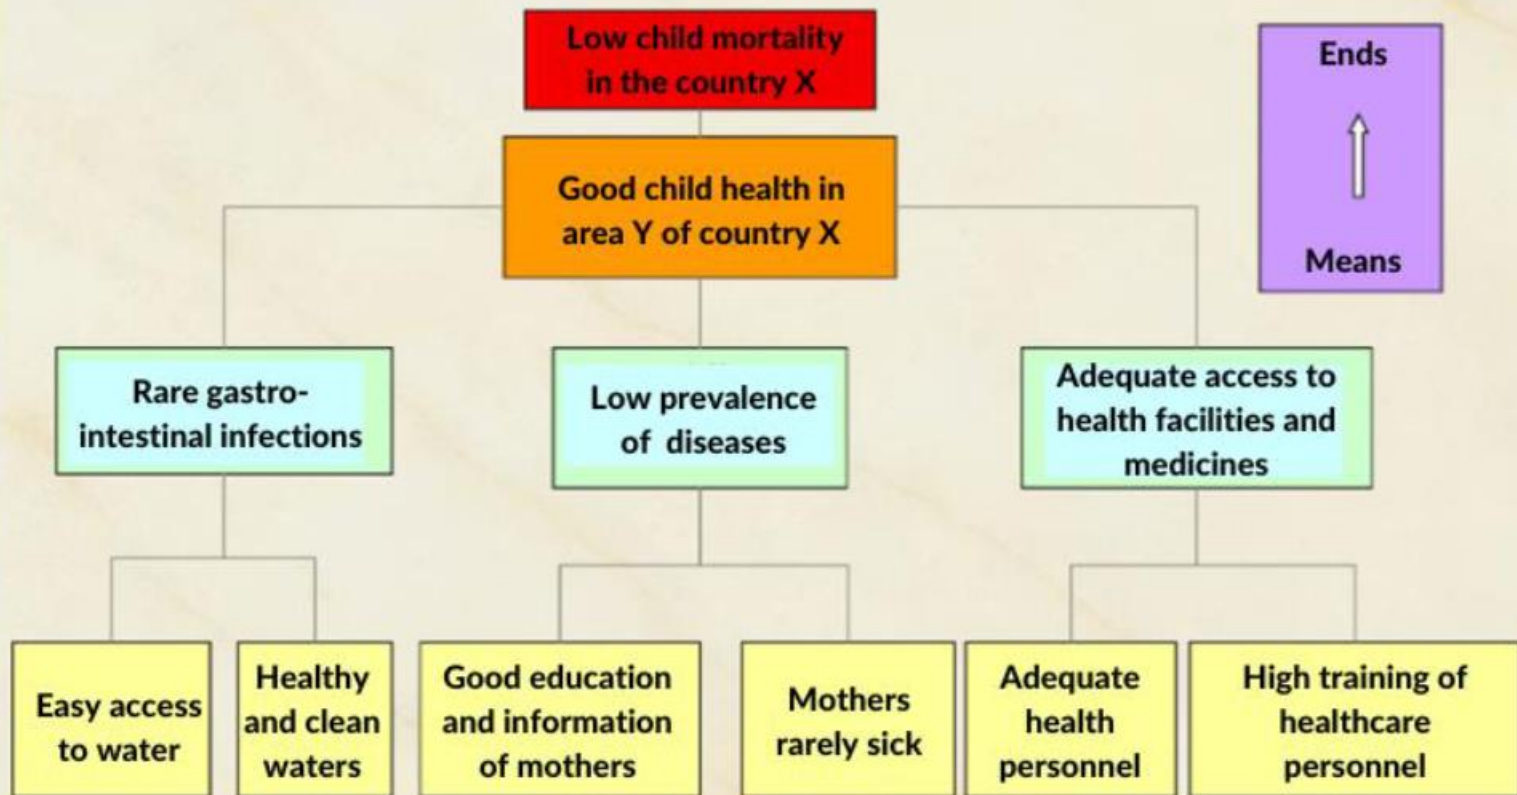 Low child mortality
in the country X
Ends
Means
Good child health in
area Y of country X
Rare gastro-
intestinal infections
Low prevalence
of diseases
Adequate access to
health facilities and
medicines
Easy access
to water
Healthy
and clean
waters
Good education
and information
of mothers
Mothers
rarely sick
Adequate
health
personnel
High training of
healthcare
personnel